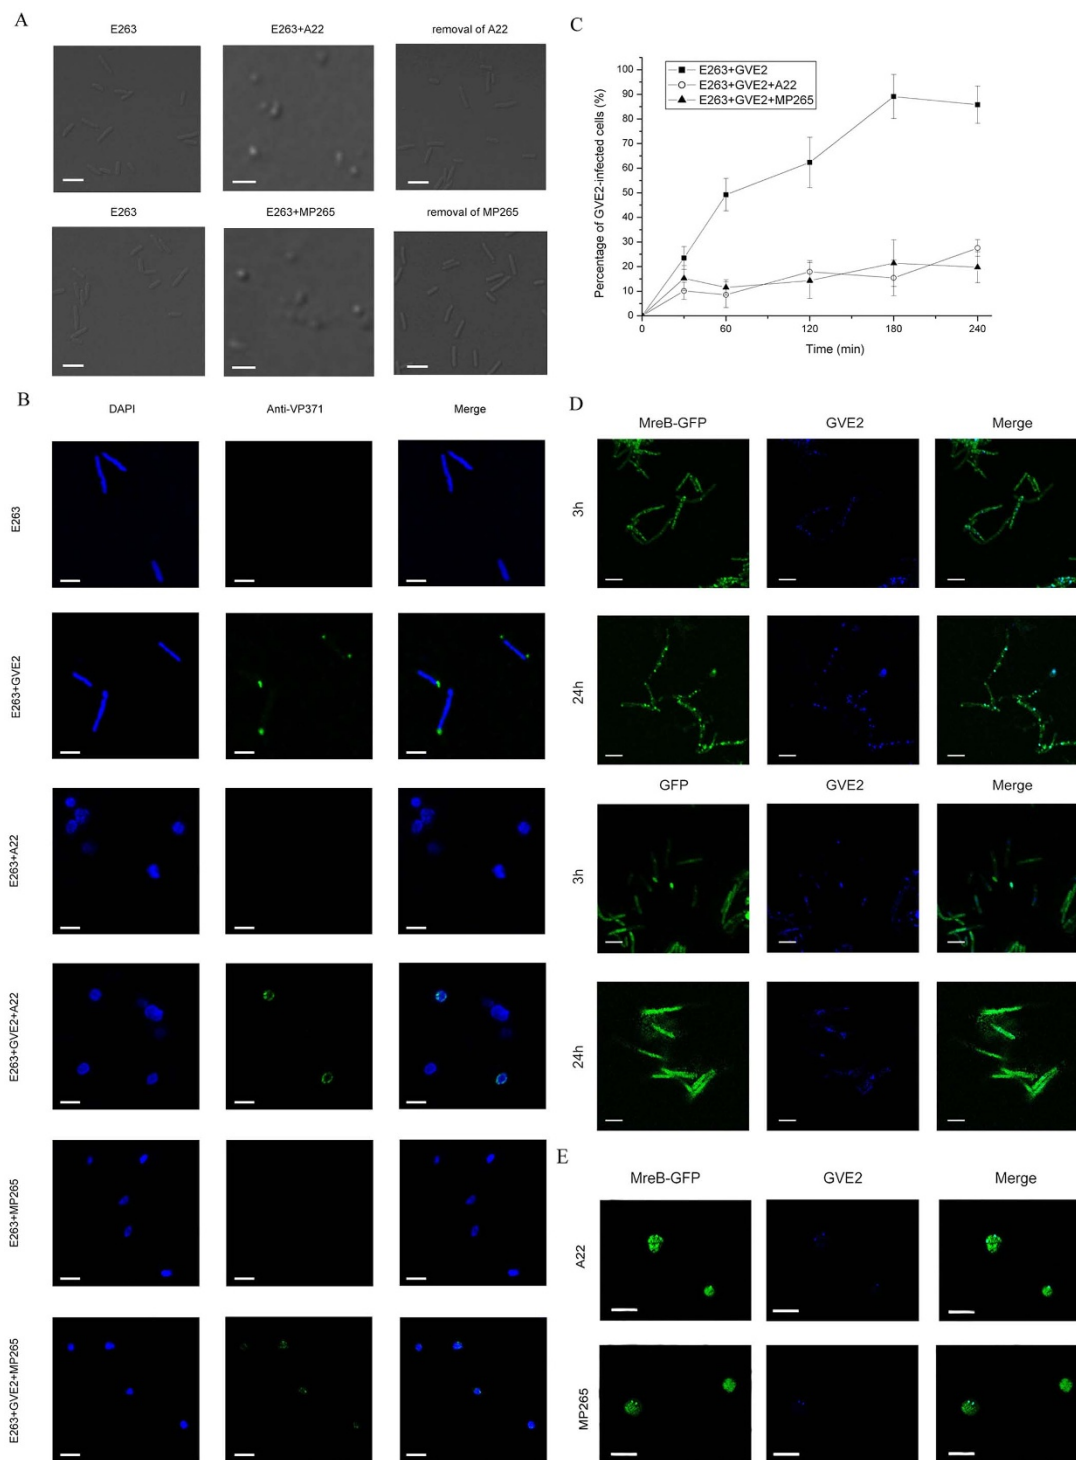 A
E263
E263+A22
removal of A22
E263
E263+MP265
removal of MP265
B
DAPI
Anti-VP371
Merge
E263
E263+GVE2
E263+A22
E263+GVE2+A22
E263+MP265
E263+GVE2+MP265
C
E263+GVE2
E263+GVE2+A22
E263+GVE2+MP265
Percentage of GVE2-infected cells (%)
100
90
80
70
60
50
40
30
20
10
0
0
60
120
180
240
Time (min)
D
MreB-GFP
GVE2
Merge
3h
24h
GFP
GVE2
Merge
3h
24h
E
MreB-GFP
GVE2
Merge
A22
MP265